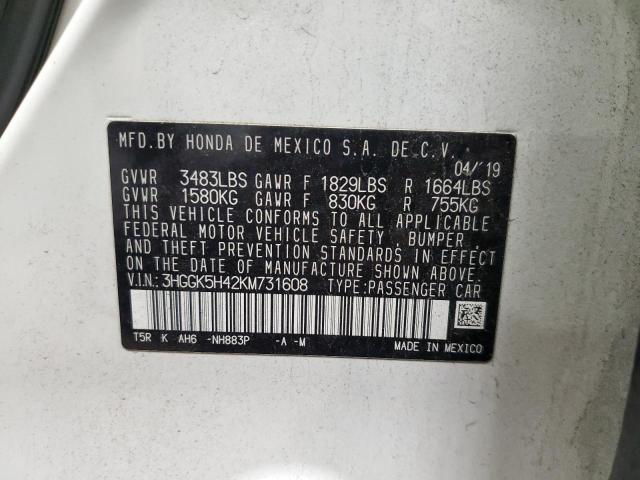 MFD.BY HONDA DE MEXICO S.A. DE C.V.
04/'19
GVWR 3483LBS GAWR F 1829LBS R 1664LBS
GVWR 1580KG GAWR F 830KG R 755KG
THIS VEHICLE CONFORMS TO ALL APPLICABLE
FEDERAL MOTOR VEHICLE SAFETY BUMPER,
AND THEFT PREVENTION STANDARDS IN EFFECT
ON THE DATE OF MANUFACTURE SHOWN ABOVE.
V.I.N.: 3HGGK5H42KM731608 TYPE:PASSENGER CAR
T5R K AH6 -NH883P -A -M MADE IN MEXICO